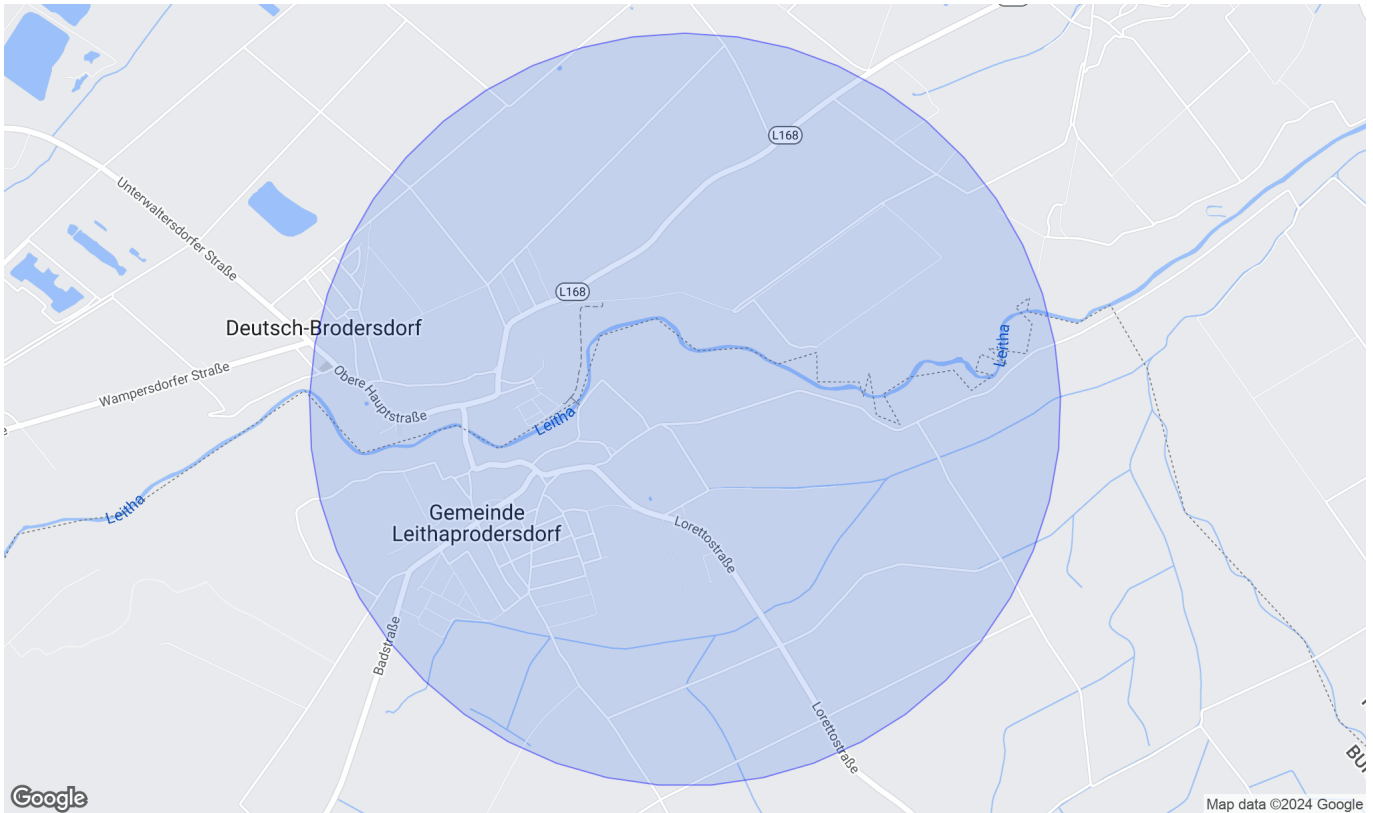 L168
Unterwaltersdorfer Straße
L168
Deutsch-Brodersdorf
Leitha
Wampersdorfer Straße
Obere Hauptstraße
Leitha
Leitha
Gemeinde
Leithaprodersdorf
Lorettostraße
Badstraße
Lorettostraße
Google
Map data ©2024 Google